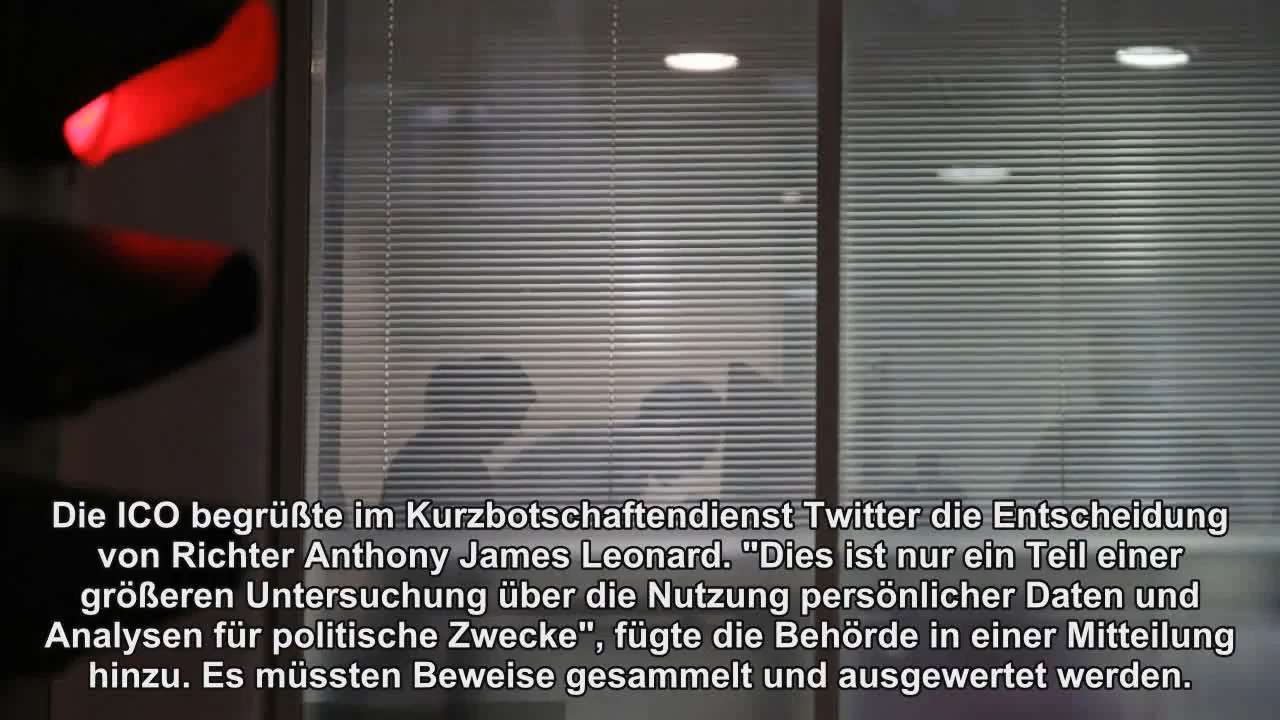 Die ICO begrüßte im Kurzbotschaftendienst Twitter die Entscheidung
von Richter Anthony James Leonard. "Dies ist nur ein Teil einer
größeren Untersuchung über die Nutzung persönlicher Daten und
Analysen für politische Zwecke", fügte die Behörde in einer Mitteilung
hinzu. Es müssten Beweise gesammelt und ausgewertet werden.